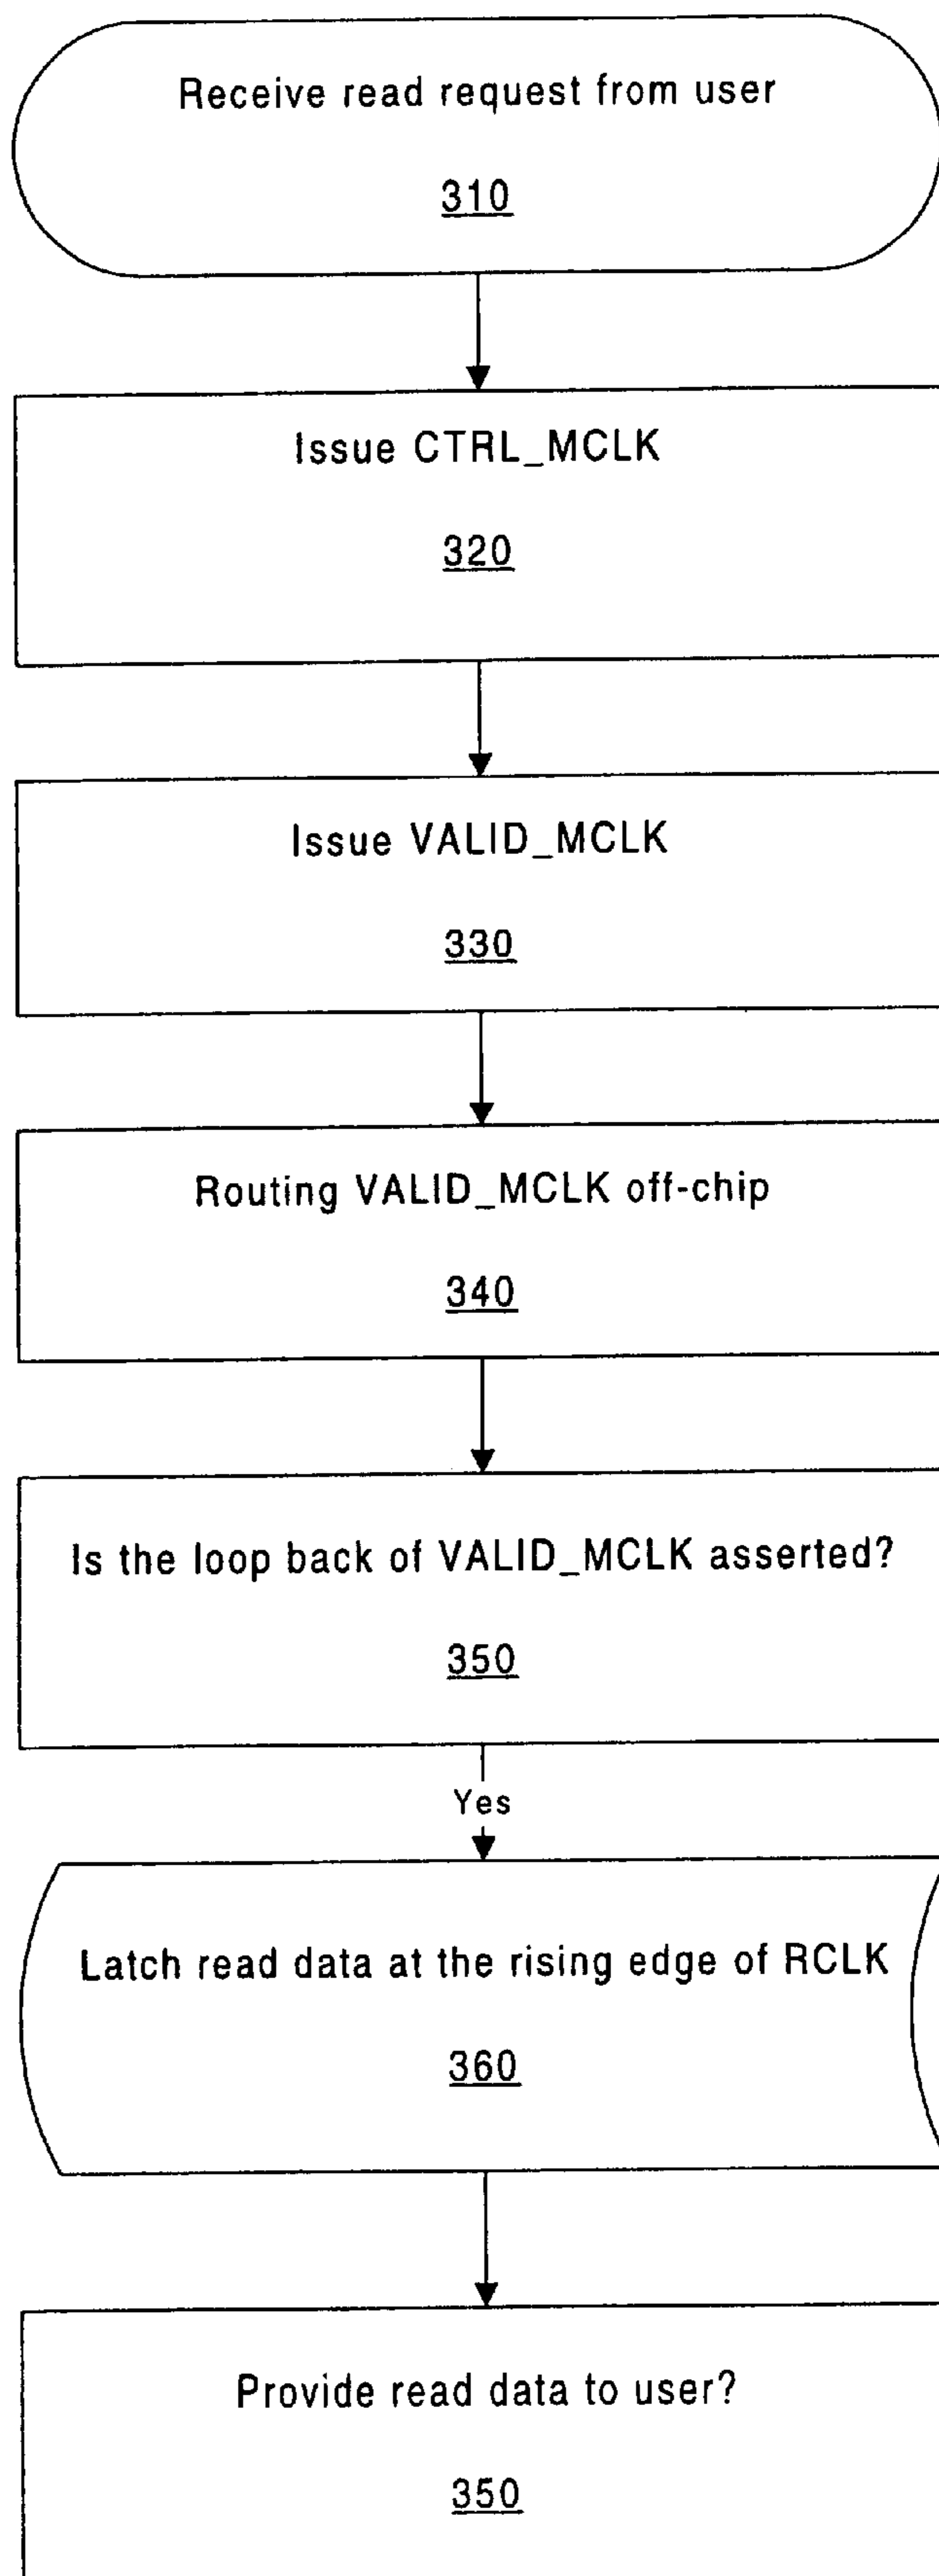 Receive read request from user
310
Issue CTRL_MCLK
320
Issue VALID_MCLK
330
Routing VALID_MCLK off-chip
340
Is the loop back of VALID_MCLK asserted?
350
Yes
Latch read data at the rising edge of RCLK
360
Provide read data to user?
350